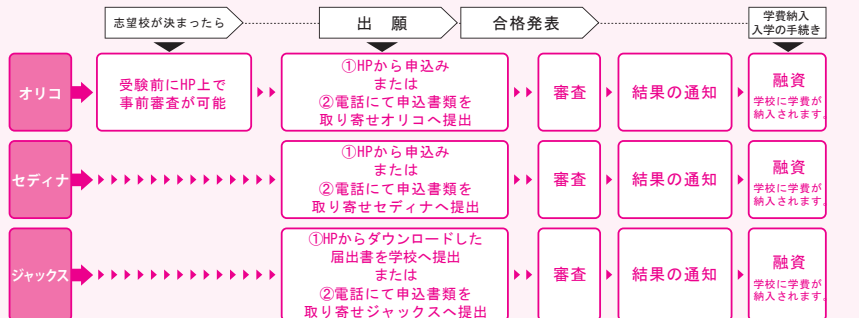 志望校が決まったら
出 願
合格発表
学費納入
入学の手続き
オリコ
受験前にHP上で
事前審査が可能
①HPから申込み
または
②電話にて申込書類を
取り寄せオリコへ提出
審査
結果の通知
融資
学校に学費が
納入されます。
セディナ
①HPから申込み
または
②電話にて申込書類を
取り寄せセディナへ提出
審査
結果の通知
融資
学校に学費が
納入されます。
ジャックス
①HPからダウンロードした
届出書を学校へ提出
または
②電話にて申込書類を
取り寄せジャックスへ提出
審査
結果の通知
融資
学校に学費が
納入されます。